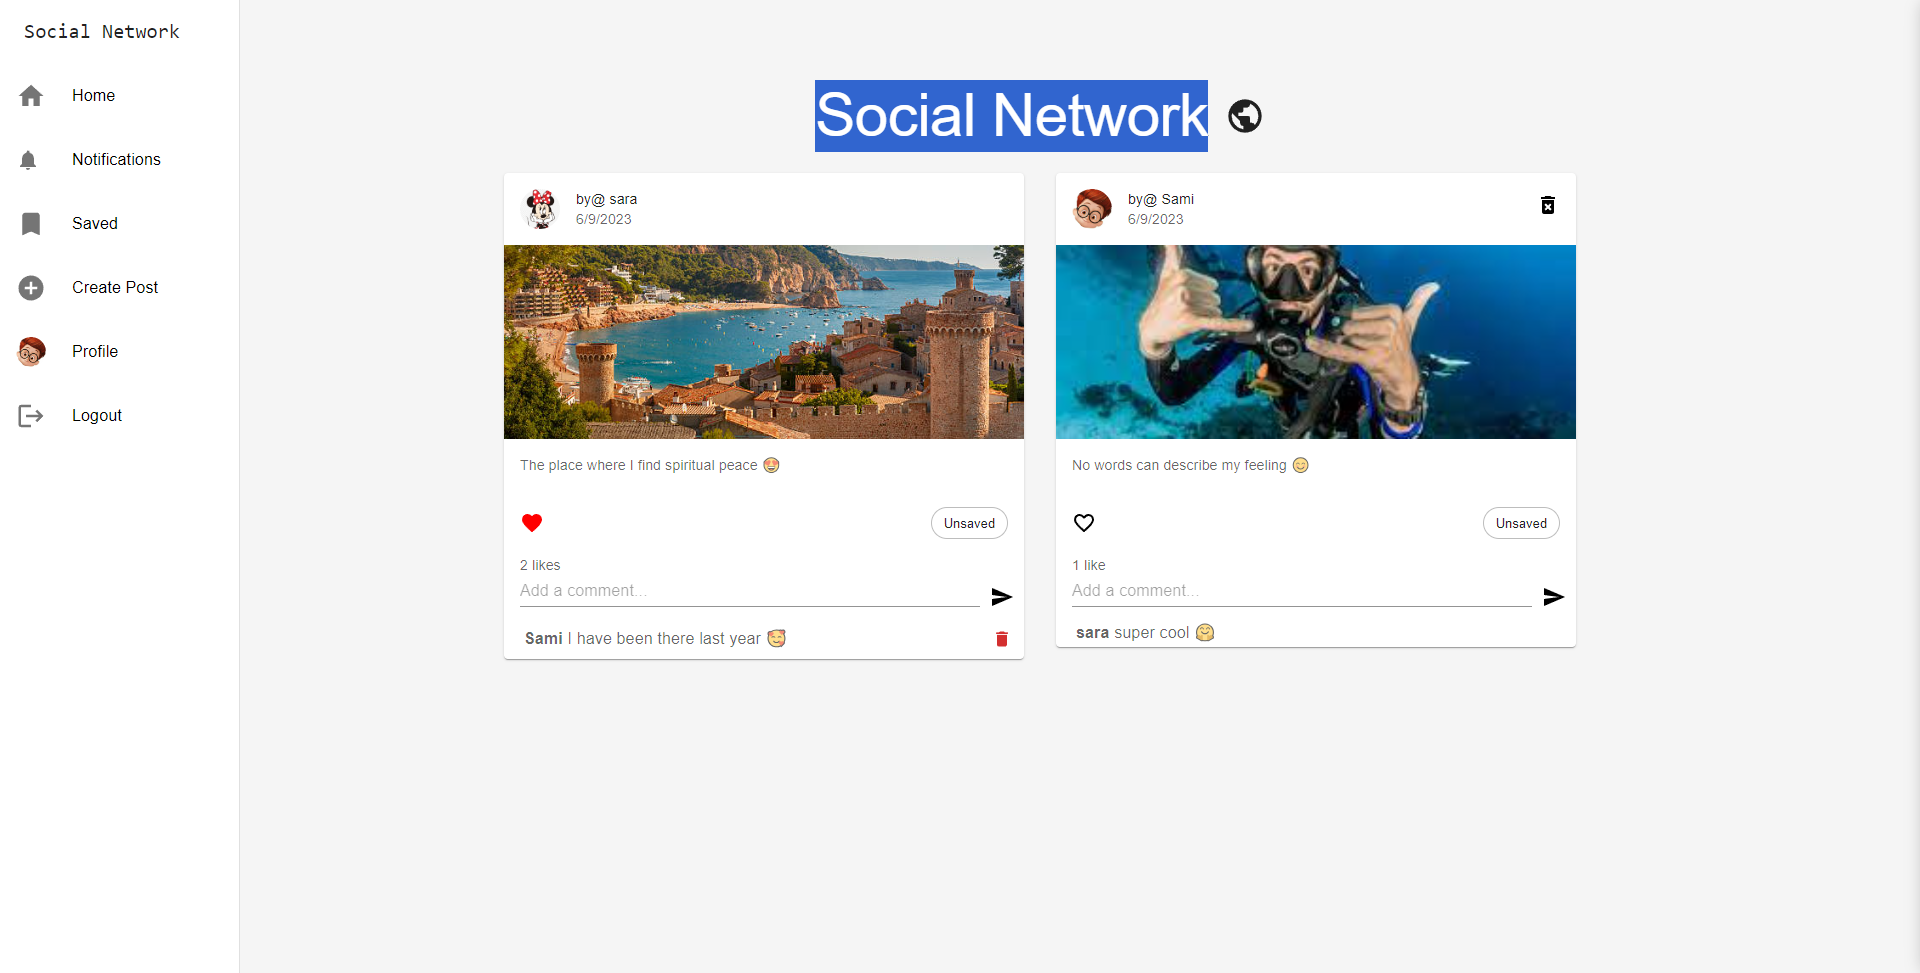 Social Network
Home
Notifications
Saved
Create Post
Profile
Logout
Social Network
by@ sara
6/9/2023
The place where I find spiritual peace 😍
Unsaved
2 likes
Add a comment...
Sami I have been there last year 🥰
by@ Sami
6/9/2023
No words can describe my feeling 😊
Unsaved
1 like
Add a comment...
sara super cool 🤗